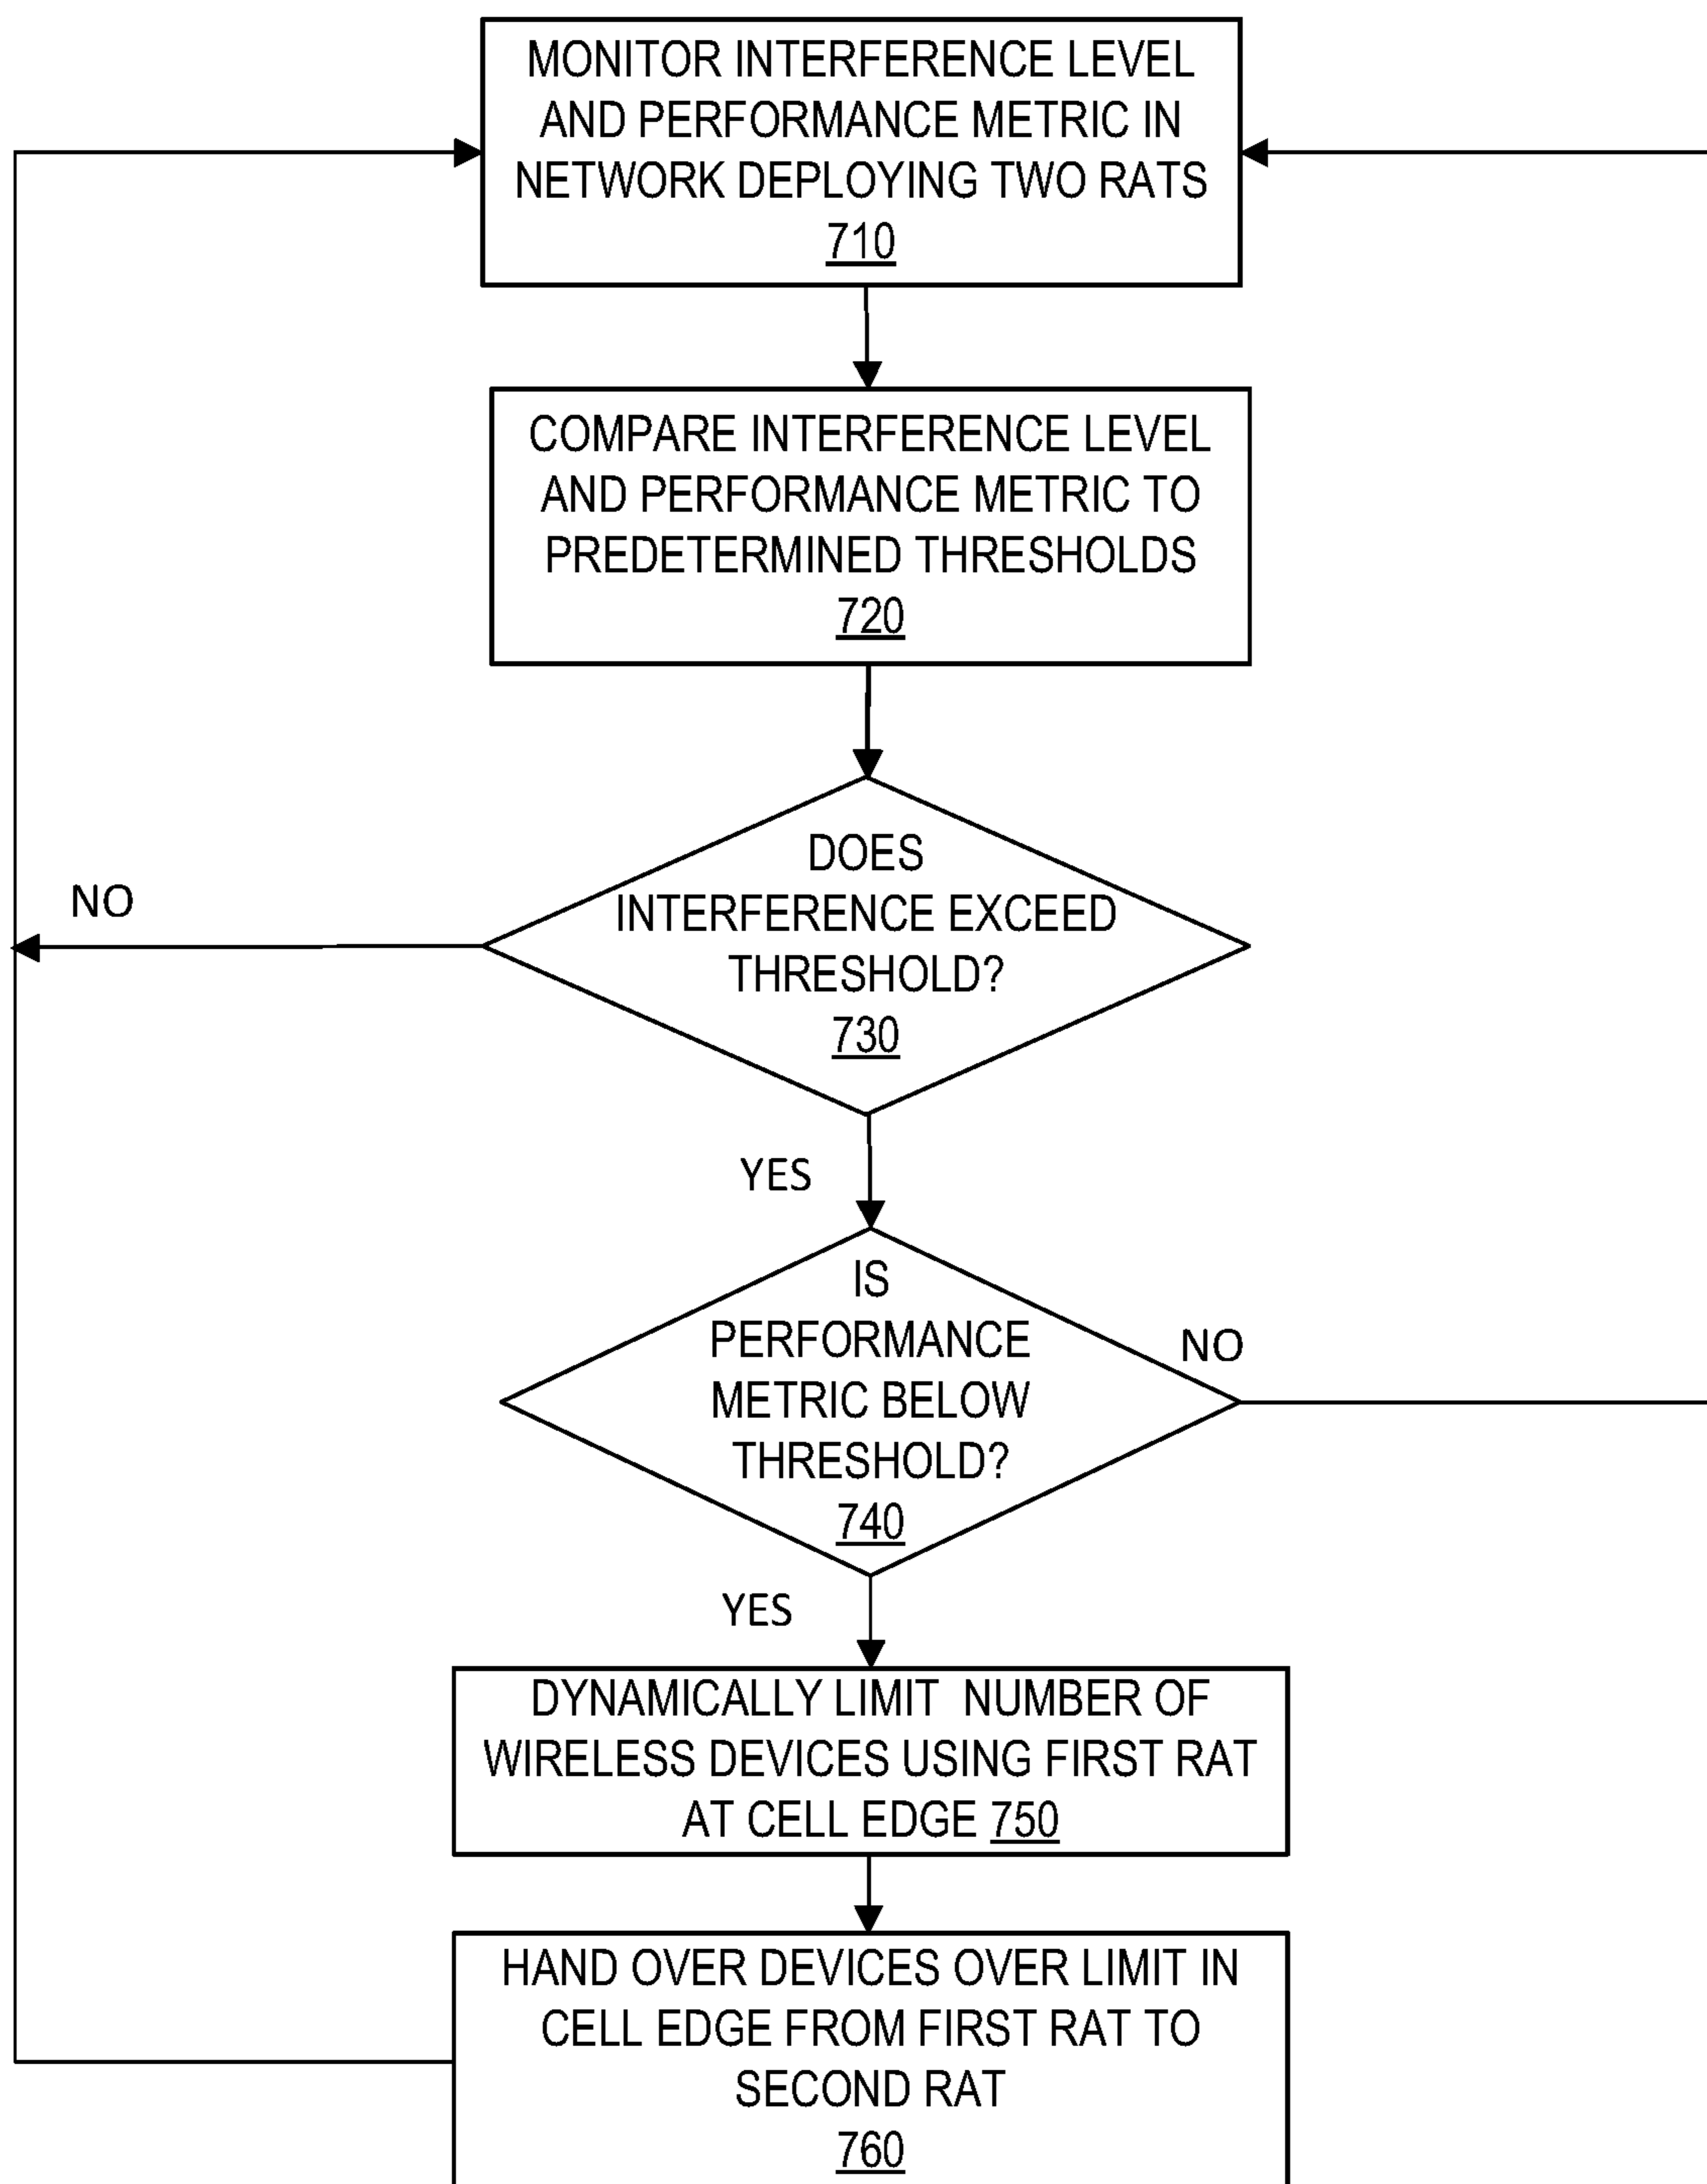 MONITOR INTERFERENCE LEVEL
AND PERFORMANCE METRIC IN
NETWORK DEPLOYING TWO RATS
710
COMPARE INTERFERENCE LEVEL
AND PERFORMANCE METRIC TO
PREDETERMINED THRESHOLDS
720
DOES
INTERFERENCE EXCEED
THRESHOLD?
730
NO
YES
IS
PERFORMANCE
METRIC BELOW
THRESHOLD?
740
NO
YES
DYNAMICALLY LIMIT NUMBER OF
WIRELESS DEVICES USING FIRST RAT
AT CELL EDGE 750
HAND OVER DEVICES OVER LIMIT IN
CELL EDGE FROM FIRST RAT TO
SECOND RAT
760